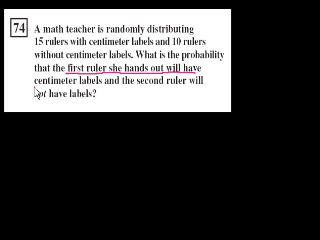 74 A math teacher is randomly distributing
15 rulers with centimeter labels and 10 rulers
without centimeter labels. What is the probability
that the first ruler she hands out will have
centimeter labels and the second ruler will
not have labels?